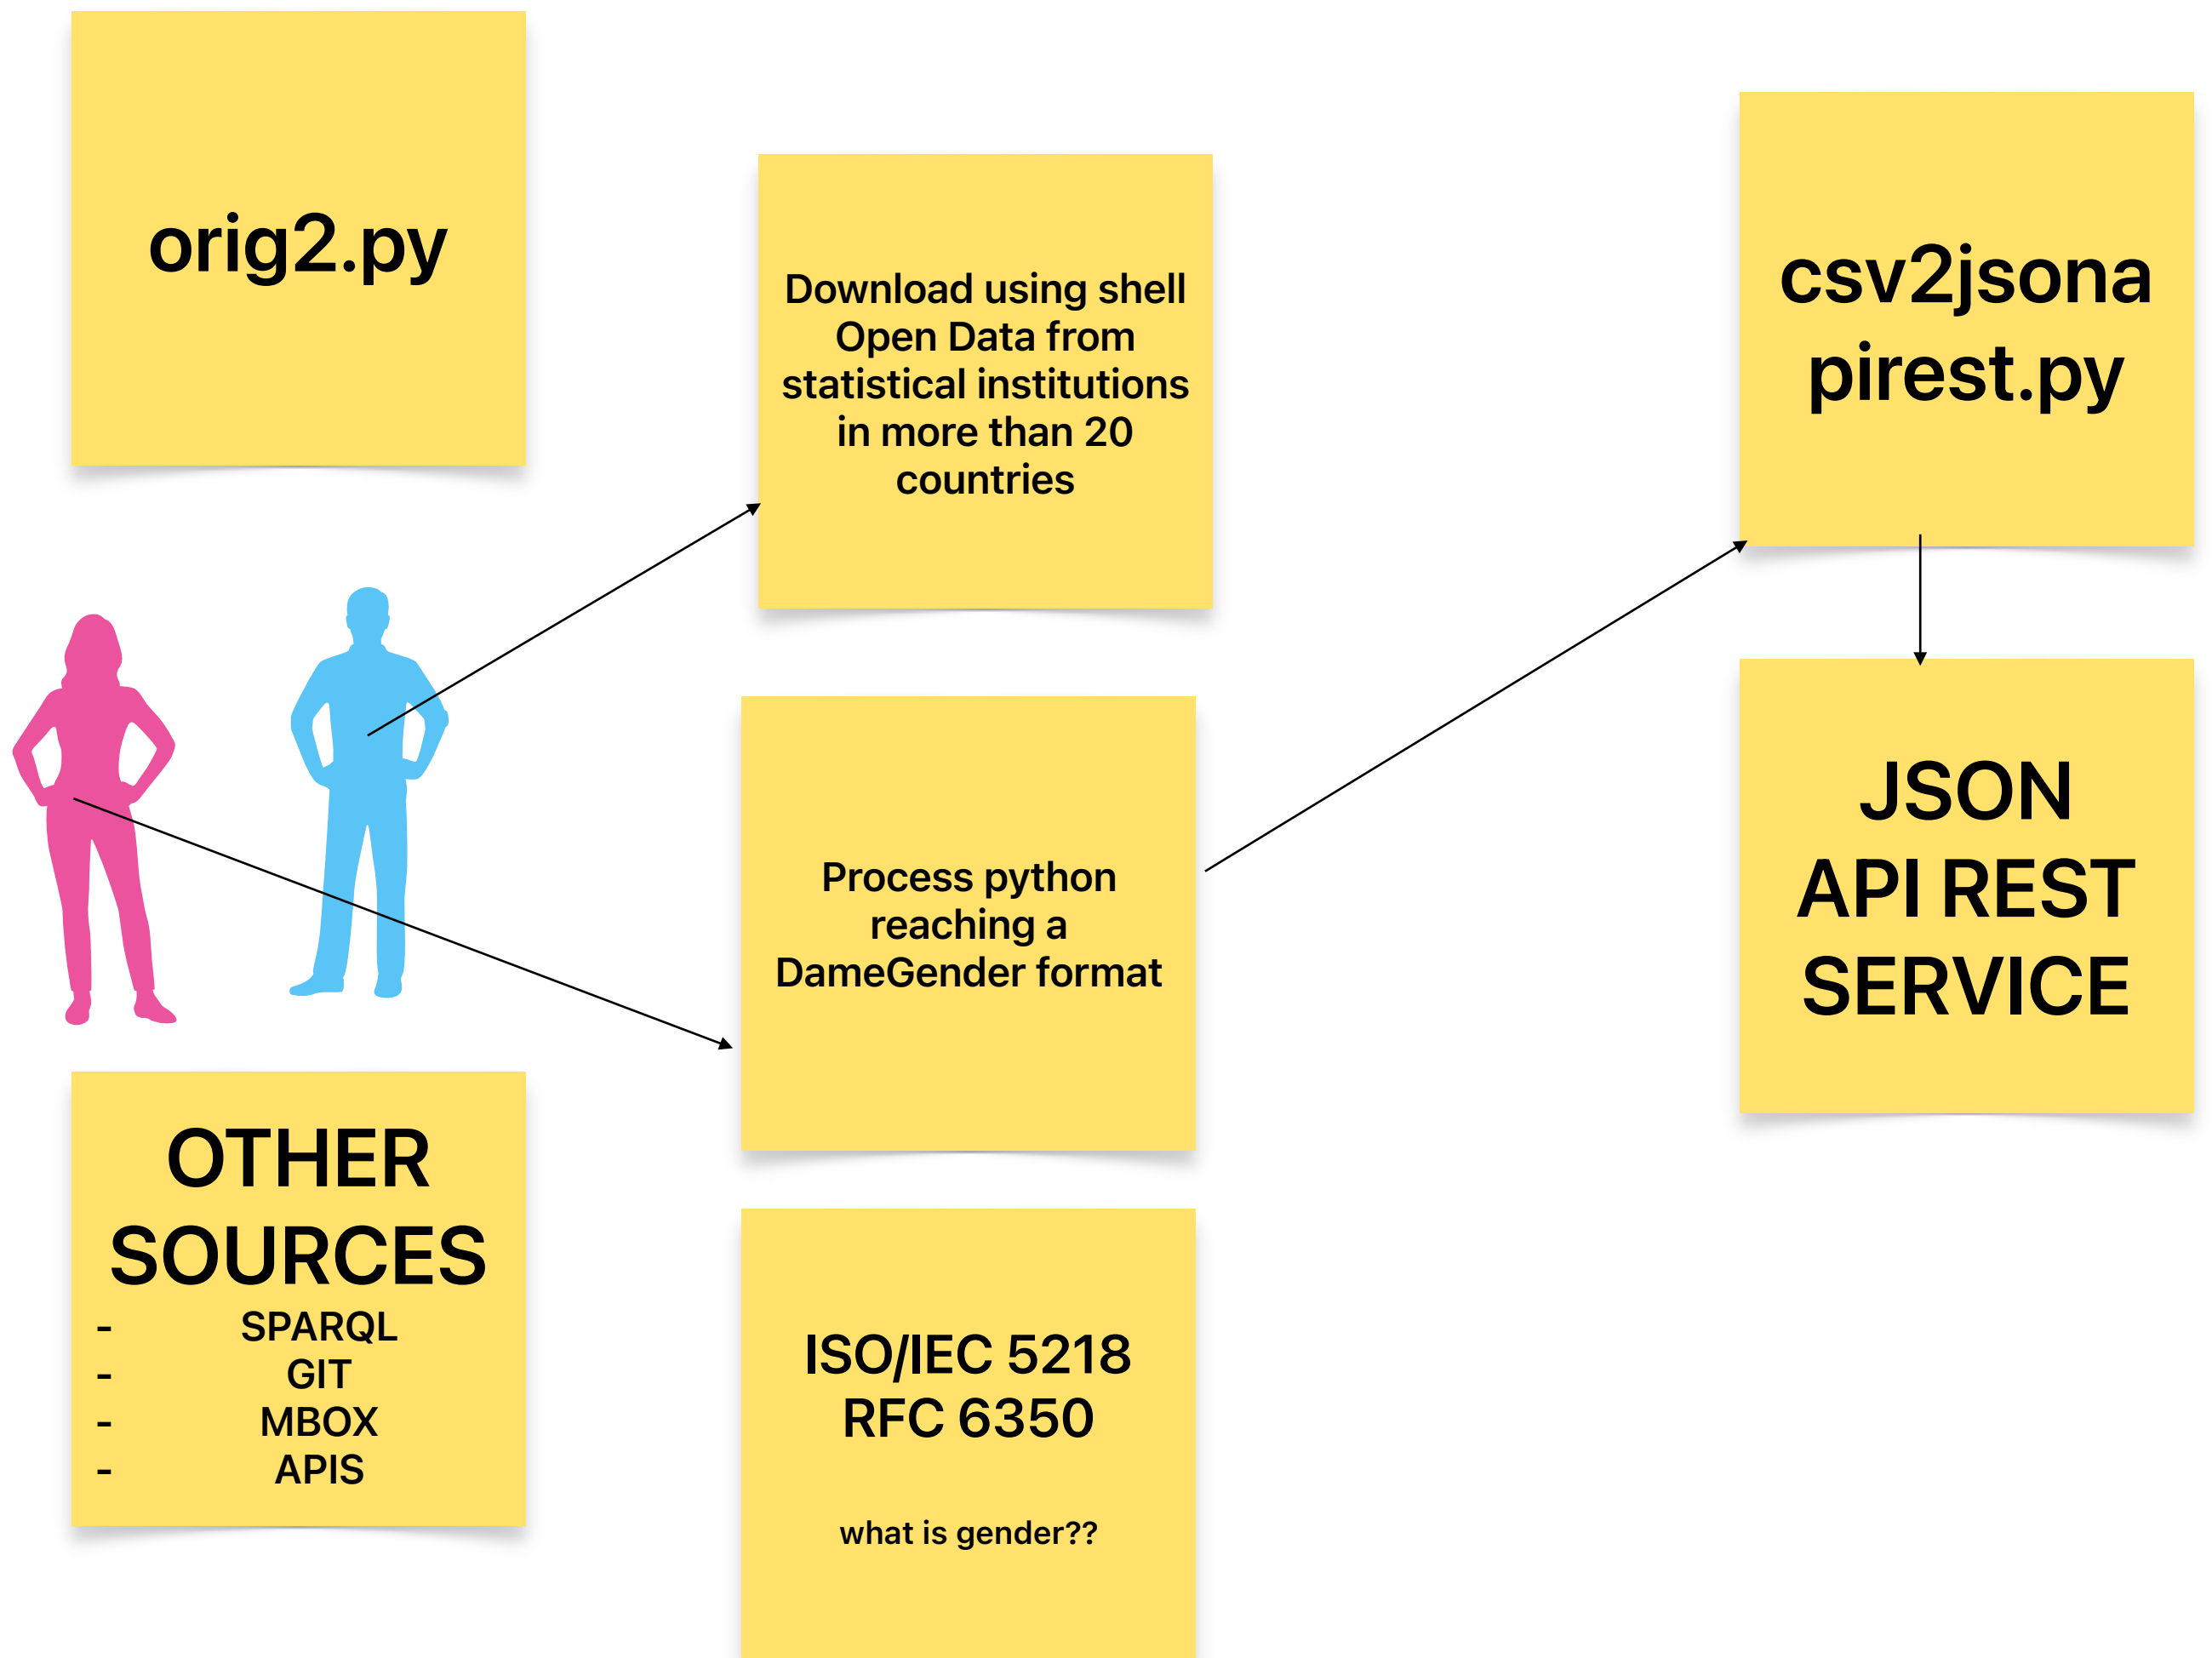 orig2.py
Download using shell
Open Data from
statistical institutions
in more than 20
countries
csv2jsona
pirest.py
Process python
reaching a
DameGender format
JSON
API REST
SERVICE
OTHER
SOURCES
- SPARQL
- GIT
- MBOX
- APIS
ISO/IEC 5218
RFC 6350
what is gender??